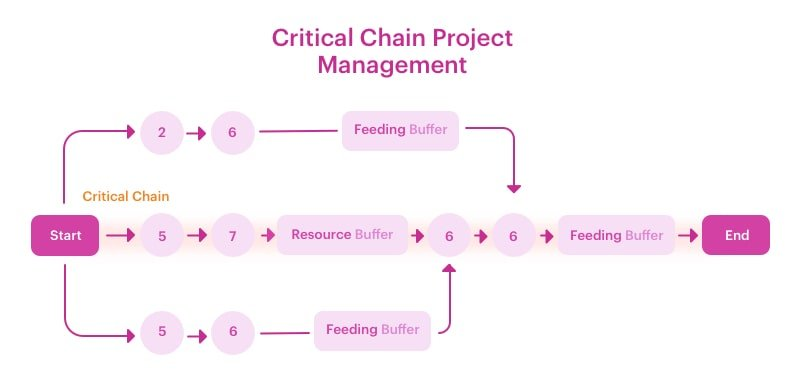 Critical Chain Project
Management
2
6
Feeding Buffer
Critical Chain
Start
5
7
Resource Buffer
6
6
Feeding Buffer
End
5
6
Feeding Buffer